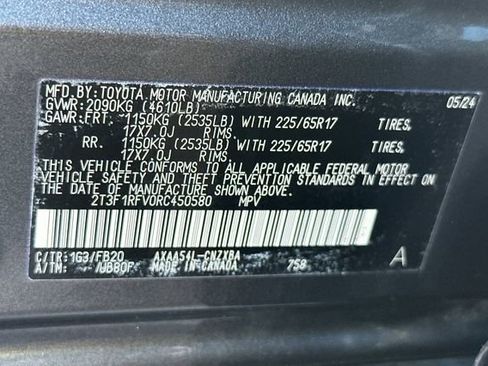 MFD.BY: TOYOTA MOTOR MANUFACTURING CANADA INC. 05/24
GVWR: 2090KG (4610LB)
GAWR: FRT. 1150KG (2535LB) WITH 225/65R17 TIRES,
17X7.0J RIMS,
RR. 1150KG (2535LB) WITH 225/65R17 TIRES,
17X7.0J RIMS,
THIS VEHICLE CONFORMS TO ALL APPLICABLE FEDERAL MOTOR
VEHICLE SAFETY AND THEFT PREVENTION STANDARDS IN EFFECT ON
THE DATE OF MANUFACTURE SHOWN ABOVE.
2T3F1RFV0RC450580 MPV
C/TR: 1G3/FB20 AXAA54L-CNZXBA A
A/TM: MADE IN CANADA 758